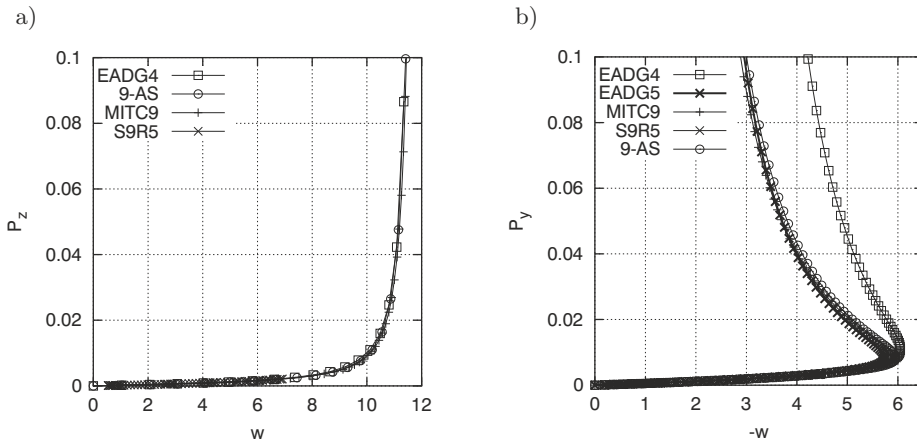 a)
0.1
0.08
0.06
0.04
0.02
0
P_z
EADG4
9-AS
MITC9
S9R5
0 2 4 6 8 10 12
w
b)
0.1
0.08
0.06
0.04
0.02
0
P_y
EADG4
EADG5
MITC9
S9R5
9-AS
0 1 2 3 4 5 6
-w